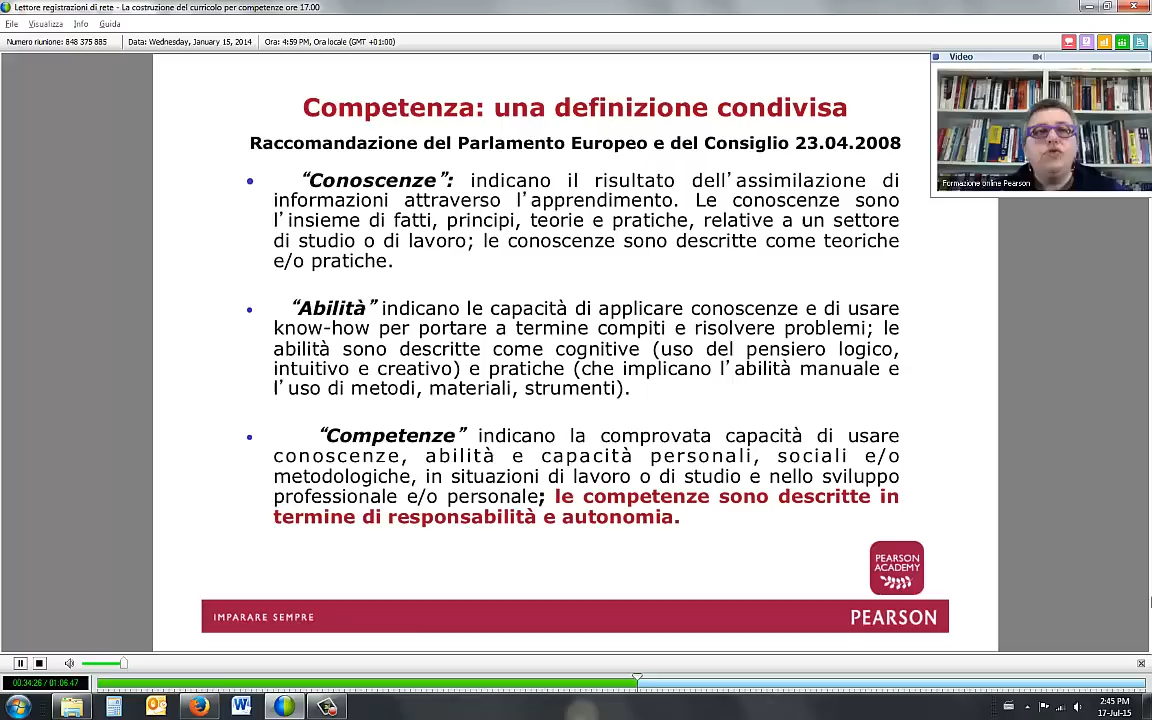 Lettore registrazioni di rete - La costruzione del curricolo per competenze ore 17.00
File Visualizza Info Guida
Numero riunione: 848 375 885 Data: Wednesday, January 15, 2014 Ora: 4:59 PM, Ora locale (GMT +01:00)
Video
Formazione online Pearson
Competenza: una definizione condivisa
Raccomandazione del Parlamento Europeo e del Consiglio 23.04.2008
• “Conoscenze”: indicano il risultato dell’assimilazione di
informazioni attraverso l’apprendimento. Le conoscenze sono
l’insieme di fatti, principi, teorie e pratiche, relative a un settore
di studio o di lavoro; le conoscenze sono descritte come teoriche
e/o pratiche.
• “Abilità” indicano le capacità di applicare conoscenze e di usare
know-how per portare a termine compiti e risolvere problemi; le
abilità sono descritte come cognitive (uso del pensiero logico,
intuitivo e creativo) e pratiche (che implicano l’abilità manuale e
l’uso di metodi, materiali, strumenti).
• “Competenze” indicano la comprovata capacità di usare
conoscenze, abilità e capacità personali, sociali e/o
metodologiche, in situazioni di lavoro o di studio e nello sviluppo
professionale e/o personale; le competenze sono descritte in
termine di responsabilità e autonomia.
PEARSON
ACADEMY
IMPARARE SEMPRE
PEARSON
00:34:26 / 01:06:47
2:45 PM
17-Jul-15